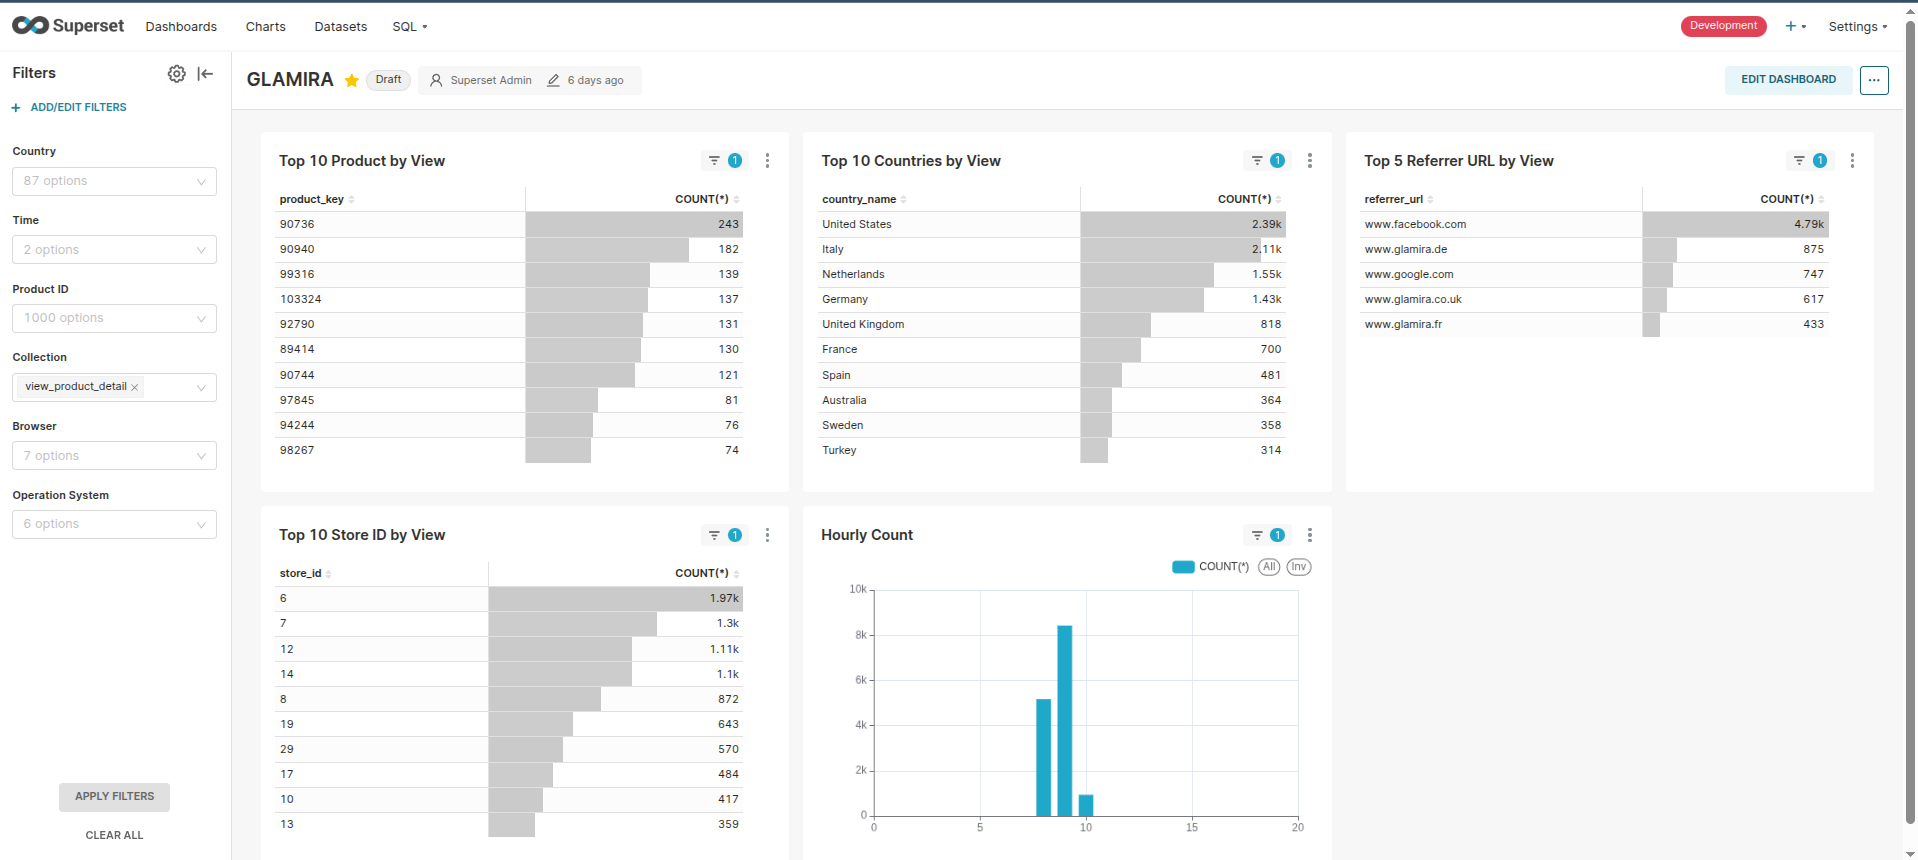 Superset
Dashboards
Charts
Datasets
SQL
Development
+
Settings
Filters
+ ADD/EDIT FILTERS
Country
87 options
Time
2 options
Product ID
1000 options
Collection
view_product_detail ×
Browser
7 options
Operation System
6 options
APPLY FILTERS
CLEAR ALL
GLAMIRA
Draft
Superset Admin
6 days ago
EDIT DASHBOARD
...
Top 10 Product by View
1
product_key COUNT(*)
90736 243
90940 182
99316 139
103324 137
92790 131
89414 130
90744 121
97845 81
94244 76
98267 74
Top 10 Countries by View
1
country_name COUNT(*)
United States 2.39k
Italy 2.11k
Netherlands 1.55k
Germany 1.43k
United Kingdom 818
France 700
Spain 481
Australia 364
Sweden 358
Turkey 314
Top 5 Referrer URL by View
1
referrer_url COUNT(*)
www.facebook.com 4.79k
www.glamira.de 875
www.google.com 747
www.glamira.co.uk 617
www.glamira.fr 433
Top 10 Store ID by View
1
store_id COUNT(*)
6 1.97k
7 1.3k
12 1.11k
14 1.1k
8 872
19 643
29 570
17 484
10 417
13 359
Hourly Count
1
COUNT(*) All Inv
10k
8k
6k
4k
2k
0
0 5 10 15 20